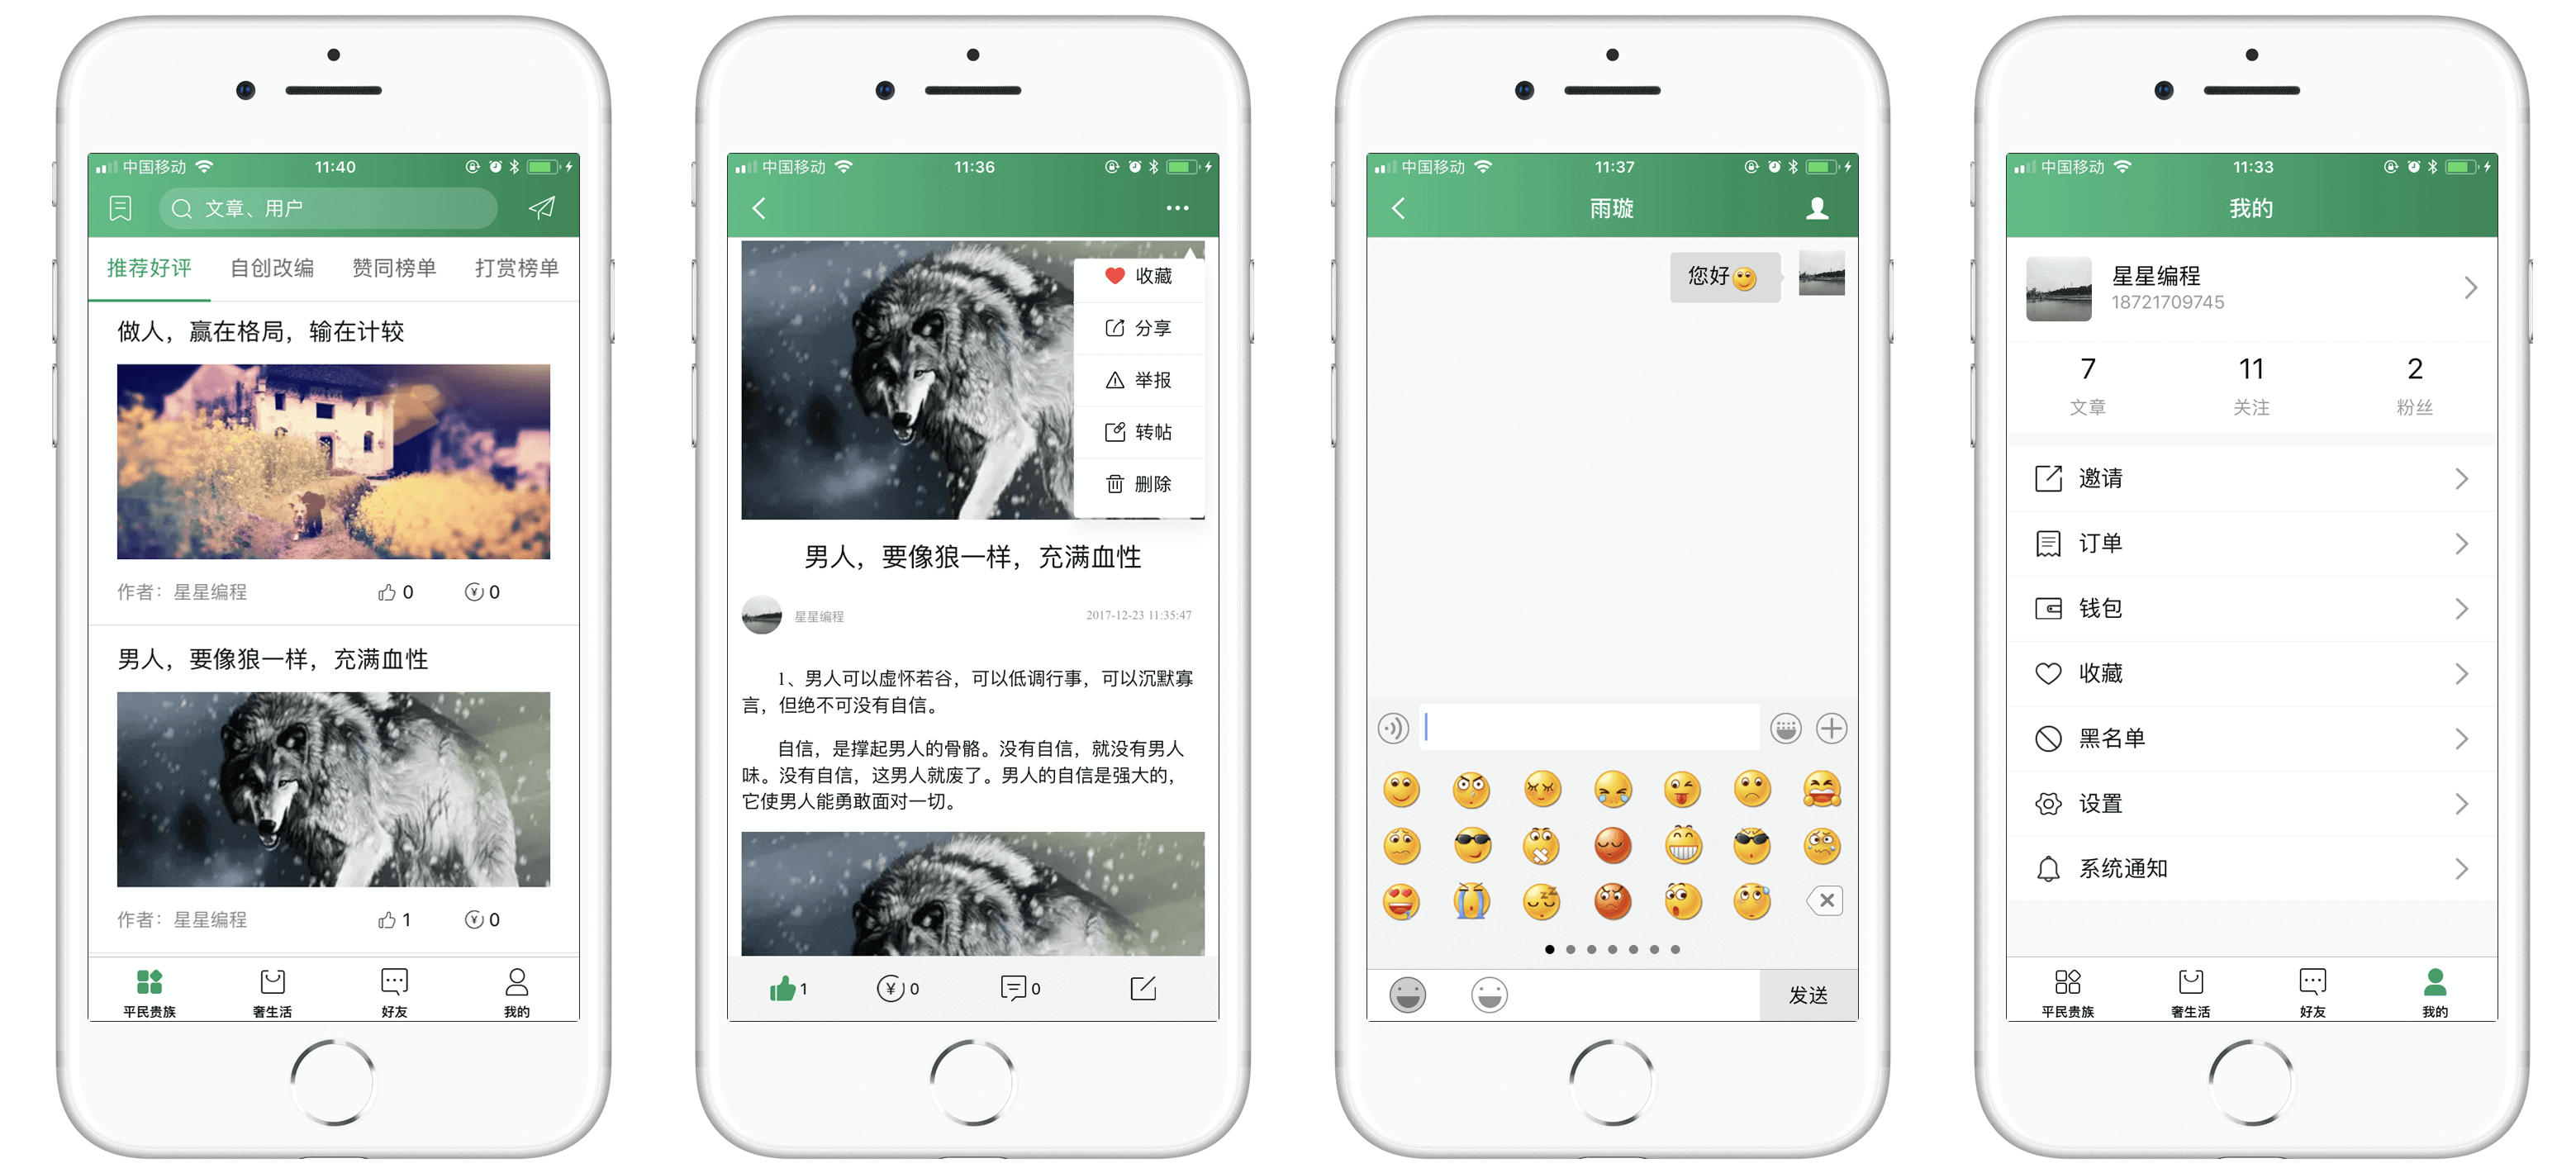 中国移动 11:40
文章、用户
推荐好评 自创改编 赞同榜单 打赏榜单
做人，赢在格局，输在计较
作者：星星编程 0 0
男人，要像狼一样，充满血性
作者：星星编程 1 0
平民贵族 奢生活 好友 我的
中国移动 11:36
收藏
分享
举报
转帖
删除
男人，要像狼一样，充满血性
星星编程 2017-12-23 11:35:47
1、男人可以虚怀若谷，可以低调行事，可以沉默寡
言，但绝不可没有自信。
自信，是撑起男人的骨骼。没有自信，就没有男人
味。没有自信，这男人就废了。男人的自信是强大的，
它使男人能勇敢面对一切。
1 0 0
中国移动 11:37
雨璇
您好
发送
中国移动 11:33
我的
星星编程
18721709745
7 11 2
文章 关注 粉丝
邀请
订单
钱包
收藏
黑名单
设置
系统通知
平民贵族 奢生活 好友 我的